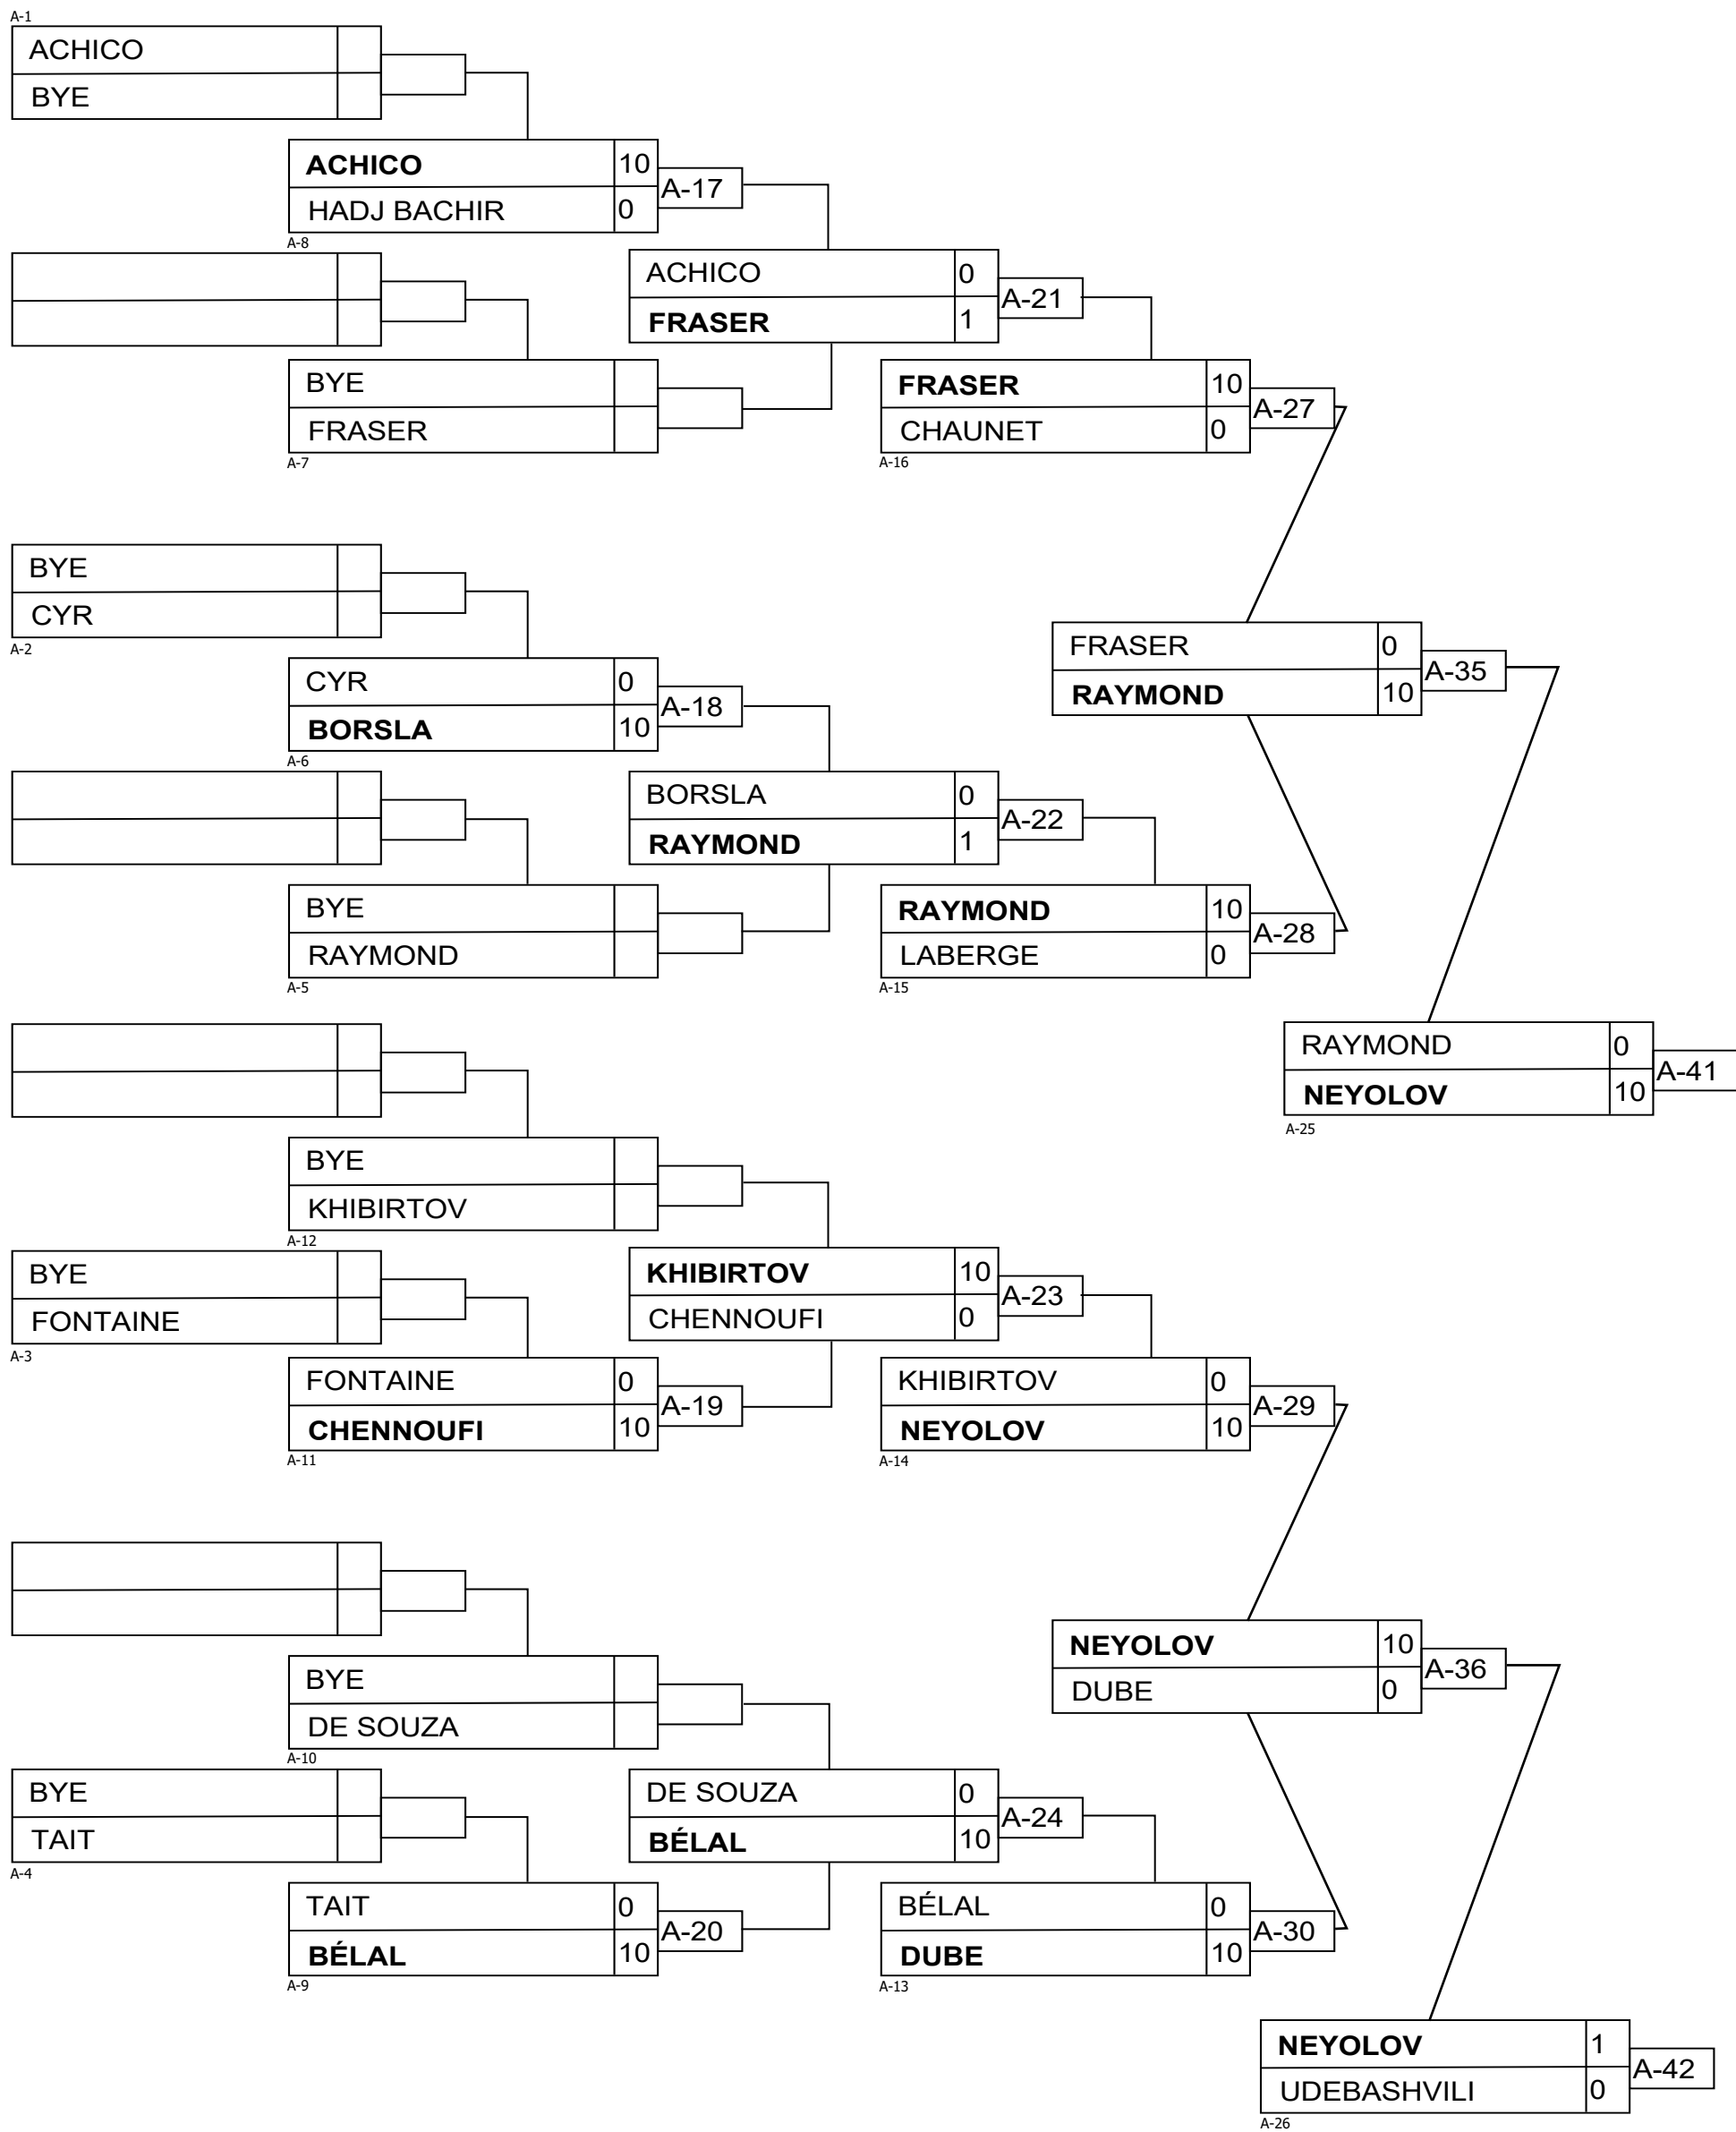 A-1
ACHICO
BYE
ACHICO 10
HADJ BACHIR 0
A-17
A-8
ACHICO 0
FRASER 1
A-21
BYE
FRASER
A-7
FRASER 10
CHAUNET 0
A-27
A-16
BYE
CYR
A-2
FRASER 0
RAYMOND 10
A-35
CYR 0
BORSLA 10
A-18
A-6
BORSLA 0
RAYMOND 1
A-22
BYE
RAYMOND
A-5
RAYMOND 10
LABERGE 0
A-28
A-15
RAYMOND 0
NEYOLOV 10
A-41
A-25
BYE
KHIBIRTOV
A-12
BYE
FONTAINE
A-3
KHIBIRTOV 10
CHENNOUFI 0
A-23
FONTAINE 0
CHENNOUFI 10
A-19
A-11
KHIBIRTOV 0
NEYOLOV 10
A-29
A-14
NEYOLOV 10
DUBE 0
A-36
BYE
DE SOUZA
A-10
BYE
TAIT
A-4
DE SOUZA 0
BÉLAL 10
A-24
TAIT 0
BÉLAL 10
A-20
A-9
BÉLAL 0
DUBE 10
A-30
A-13
NEYOLOV 1
UDEBASHVILI 0
A-42
A-26